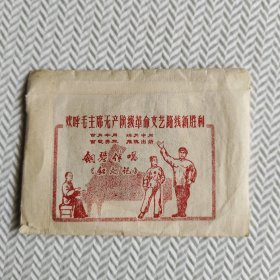 欢呼毛主席无产阶级革命文艺路线新胜利
古为今用 洋为中用
百花齐放 推陈出新
钢琴伴唱
《红灯记》